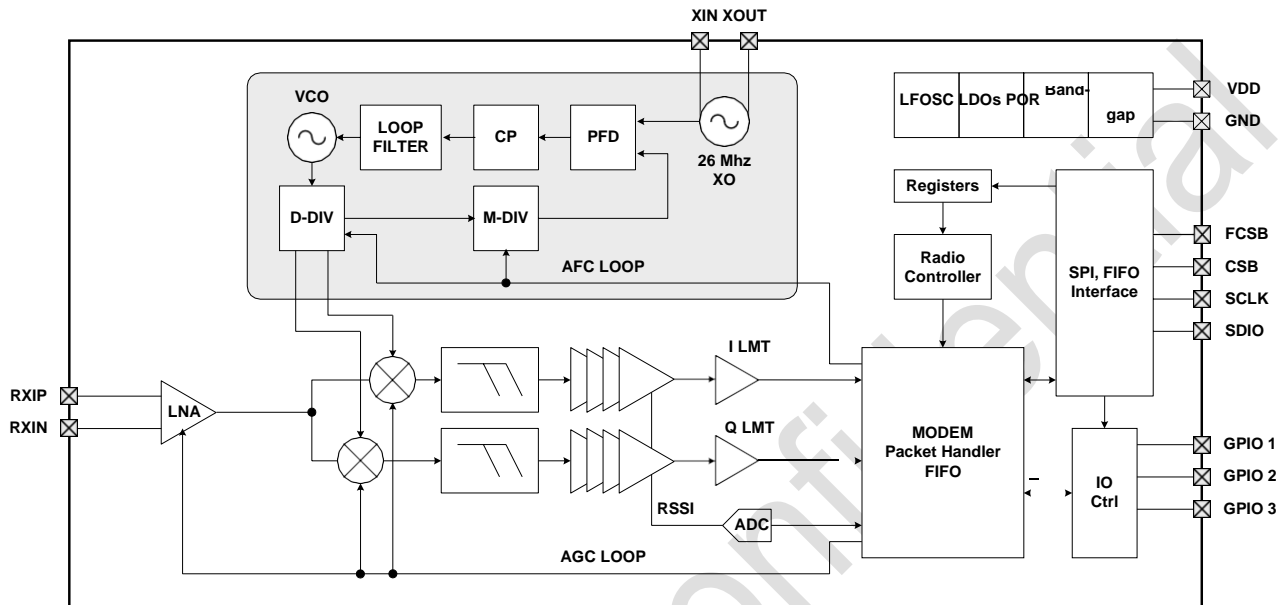 XIN XOUT
VCO
LOOP
FILTER
CP
PFD
26 Mhz
XO
D-DIV
M-DIV
AFC LOOP
LFOSC
LDOs
POR
Band-
gap
VDD
GND
Registers
Radio
Controller
SPI, FIFO
Interface
FCSB
CSB
SCLK
SDIO
RXIP
RXIN
LNA
I LMT
Q LMT
RSSI
ADC
AGC LOOP
MODEM
Packet Handler
FIFO
IO
Ctrl
GPIO 1
GPIO 2
GPIO 3